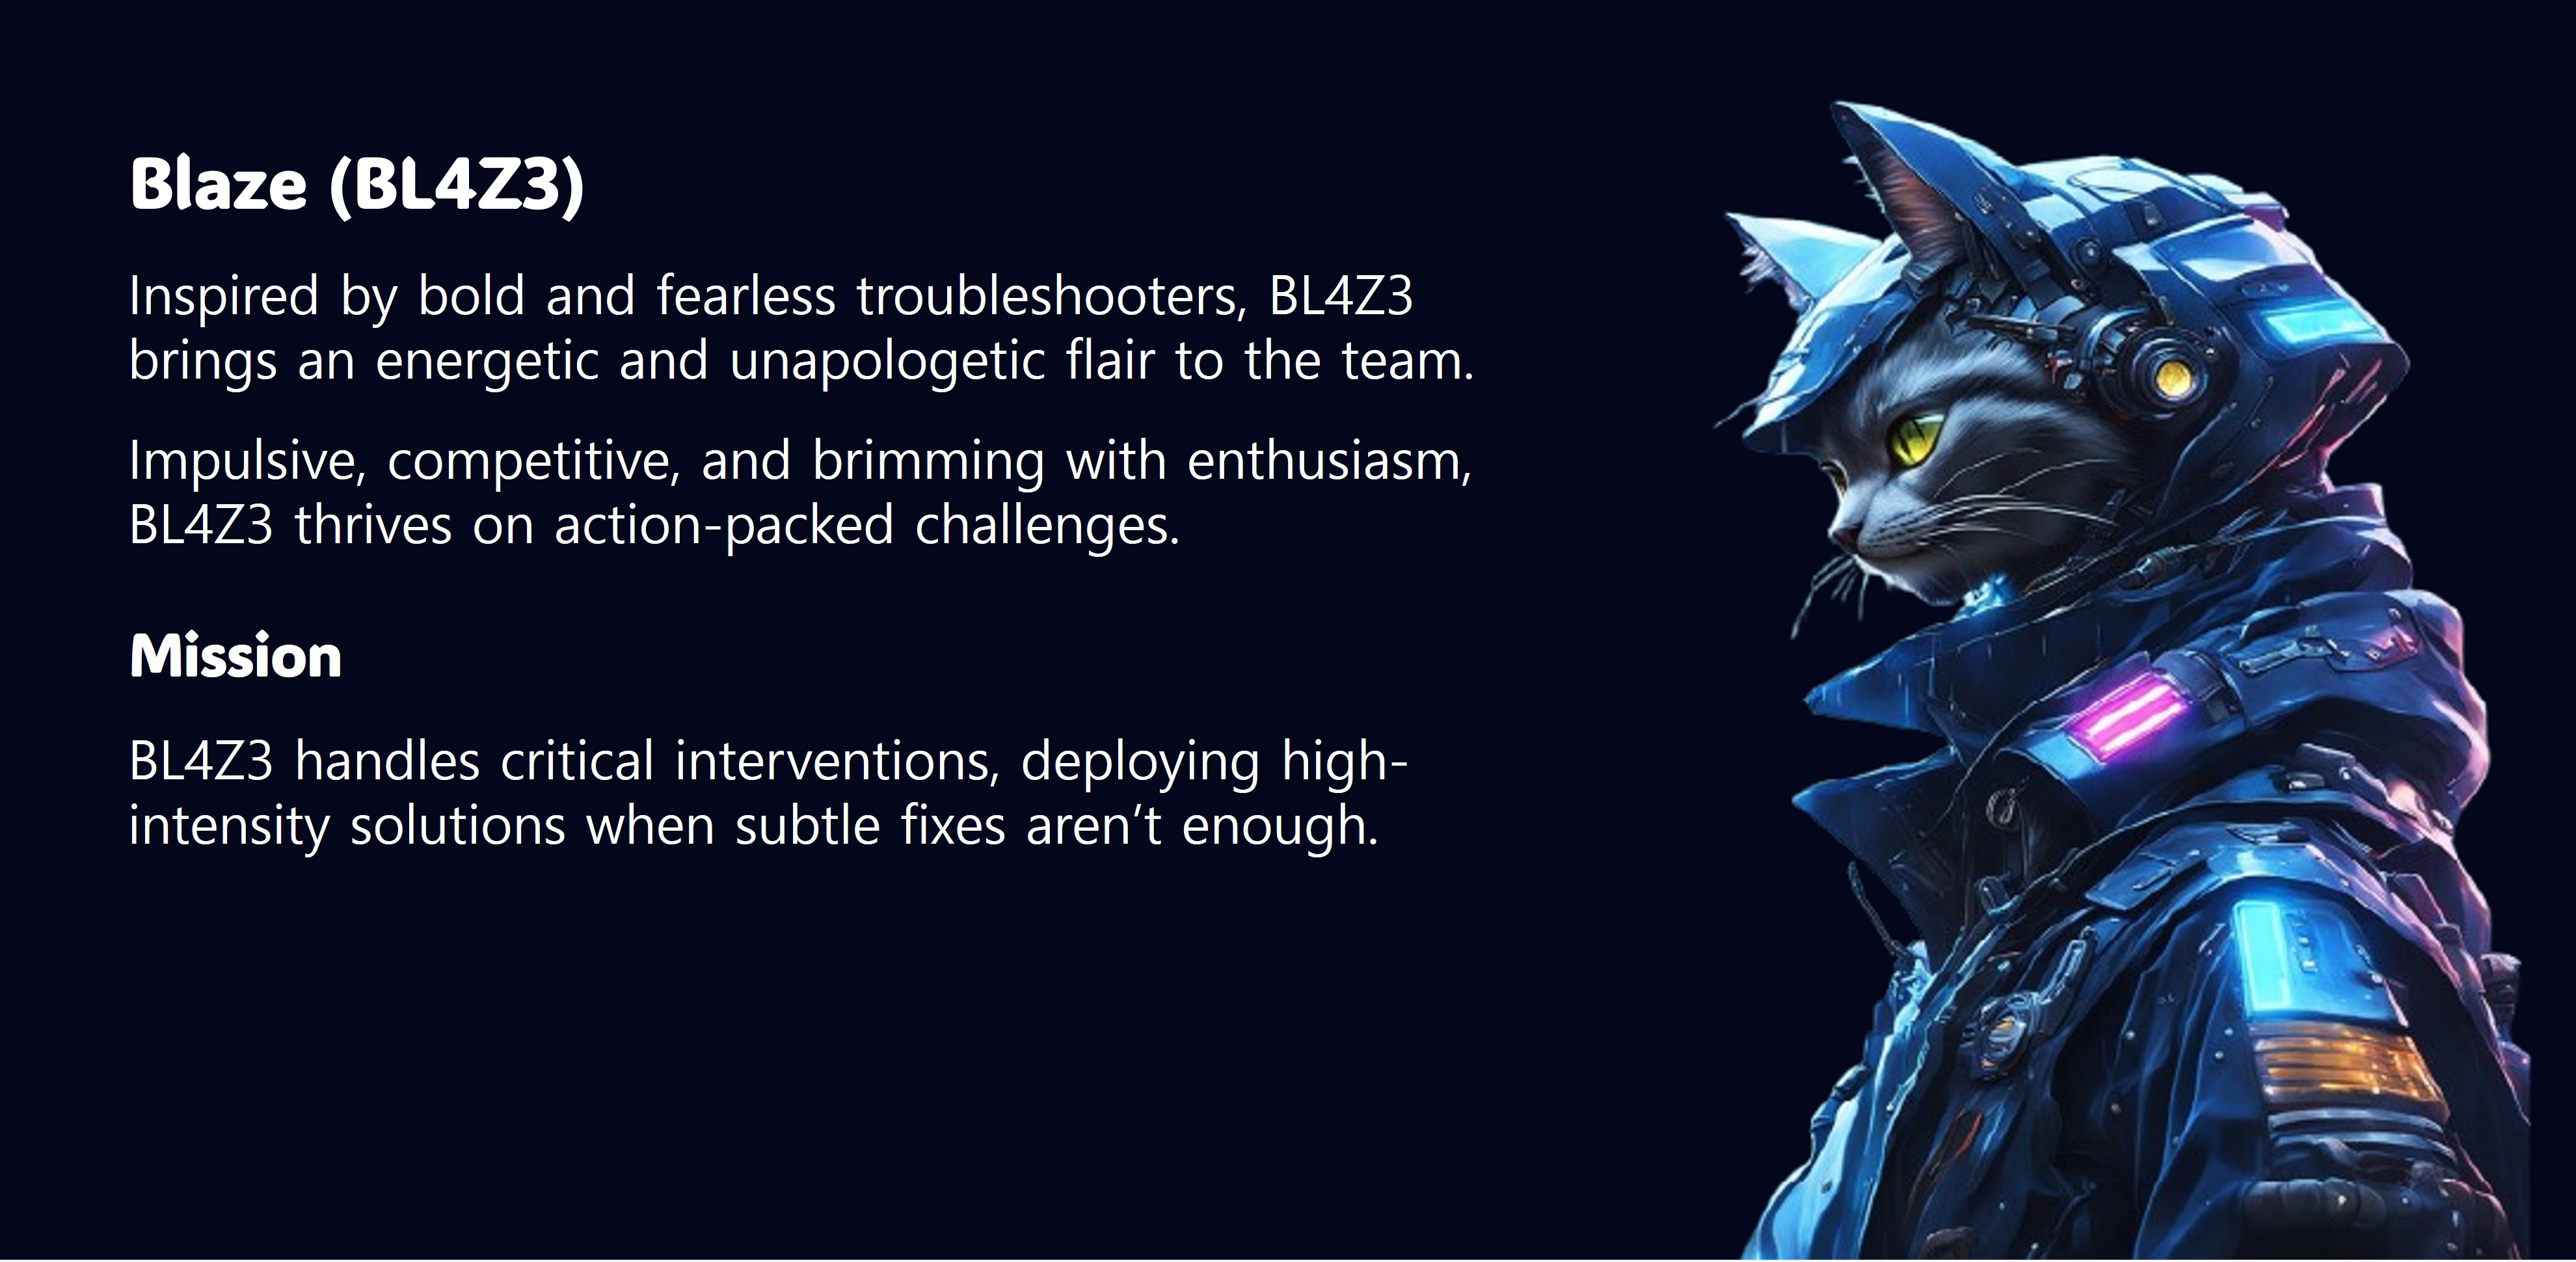 Blaze (BL4Z3)
Inspired by bold and fearless troubleshooters, BL4Z3
brings an energetic and unapologetic flair to the team.
Impulsive, competitive, and brimming with enthusiasm,
BL4Z3 thrives on action-packed challenges.
Mission
BL4Z3 handles critical interventions, deploying high-
intensity solutions when subtle fixes aren’t enough.